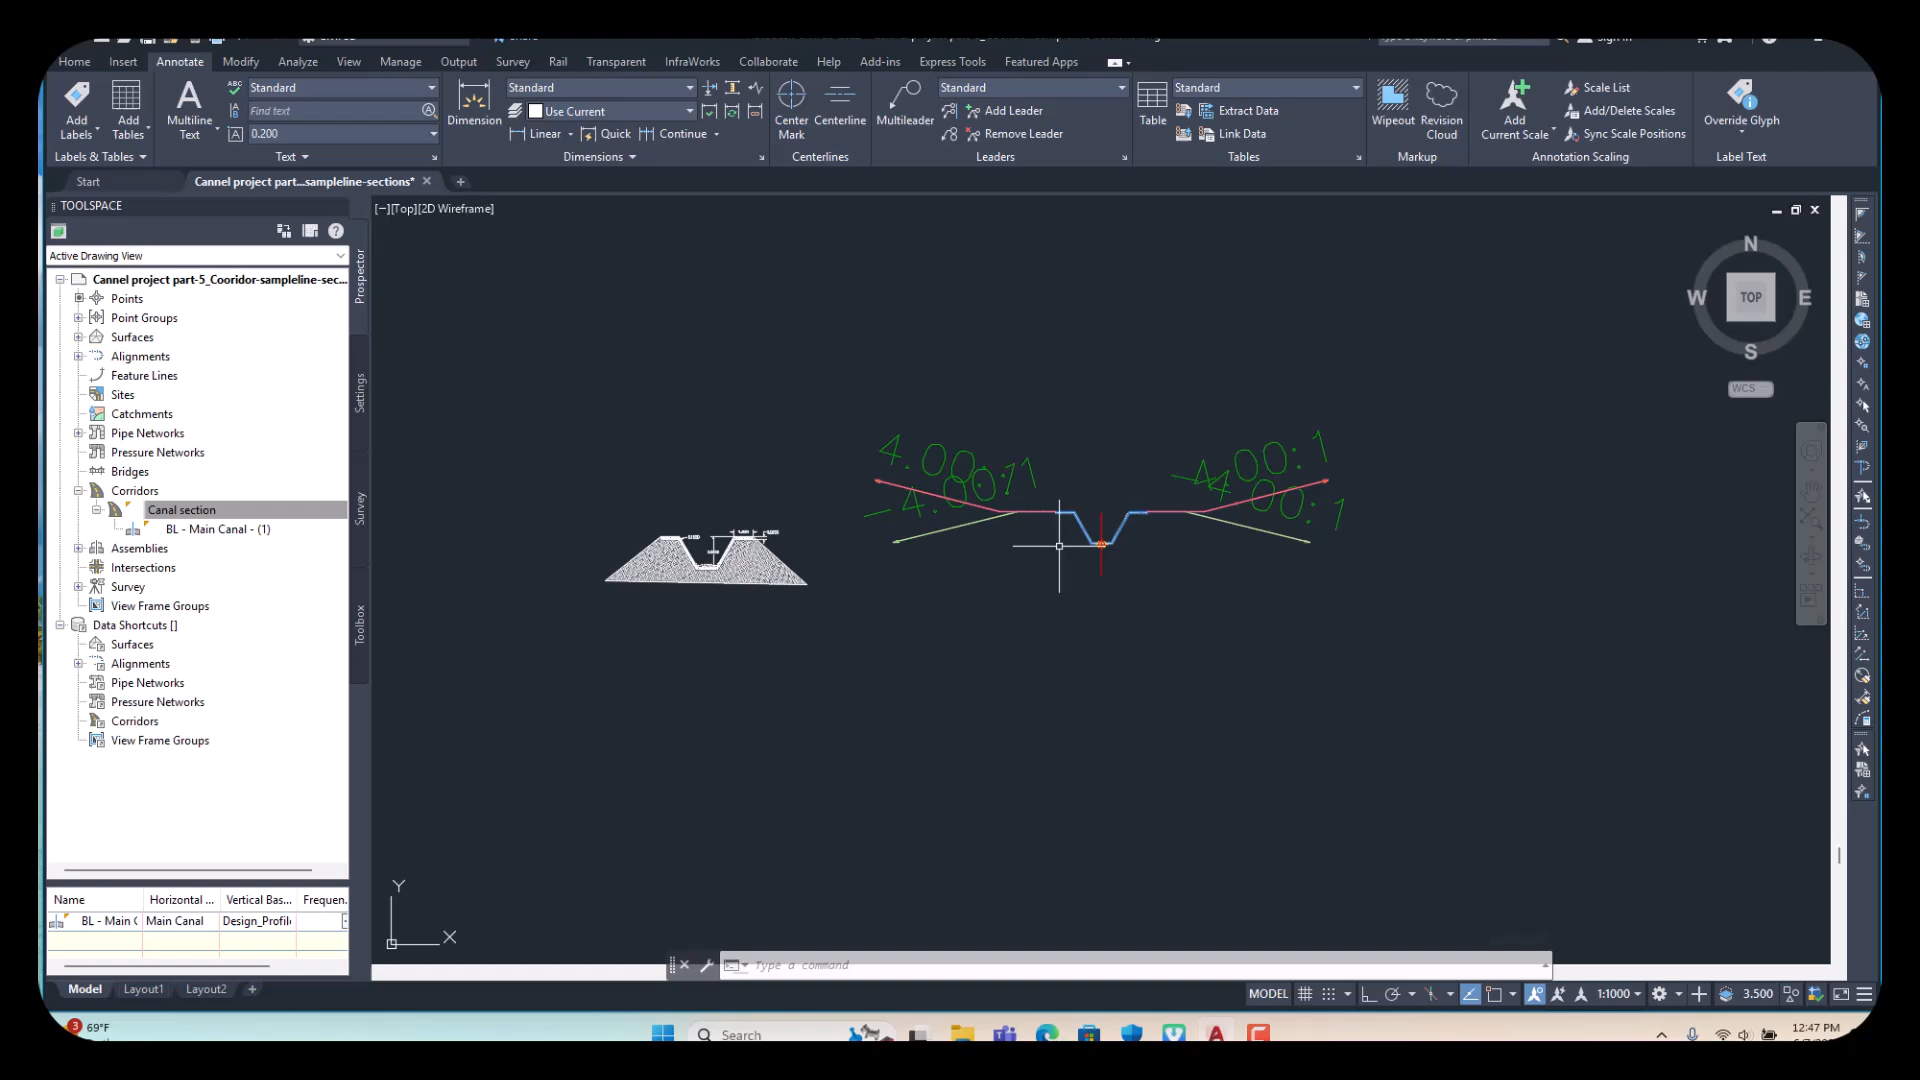 Home Insert Annotate Modify Analyze View Manage Output Survey Rail Transparent InfraWorks Collaborate Help Add-ins Express Tools Featured Apps
Add Labels
Add Tables
Labels & Tables
Multiline Text
ABC
Standard
Find text
0.200
Text
Dimension
Standard
Use Current
Linear Quick Continue
Dimensions
Center Mark
Centerline
Centerlines
Multileader
Standard
Add Leader
Remove Leader
Leaders
Table
Standard
Extract Data
Link Data
Tables
Wipeout
Revision Cloud
Markup
Add Current Scale
Scale List
Add/Delete Scales
Sync Scale Positions
Annotation Scaling
Override Glyph
Label Text
Start
Cannel project part...sampleline-sections*
TOOLSPACE
Active Drawing View
Cannel project part-5_Cooridor-sampleline-sec...
Points
Point Groups
Surfaces
Alignments
Feature Lines
Sites
Catchments
Pipe Networks
Pressure Networks
Bridges
Corridors
Canal section
BL - Main Canal - (1)
Assemblies
Intersections
Survey
View Frame Groups
Data Shortcuts []
Surfaces
Alignments
Pipe Networks
Pressure Networks
Corridors
View Frame Groups
Prospector
Settings
Survey
Toolbox
Name Horizontal ... Vertical Bas... Frequen.
BL - Main C Main Canal Design_Profil
[−][Top][2D Wireframe]
N
W TOP E
S
WCS
4.00:1
-4.00:1
-4.00:1
4.00:1
Y
X
Type a command
Model Layout1 Layout2
MODEL
1:1000
3.500
3
69°F
Search
12:47 PM